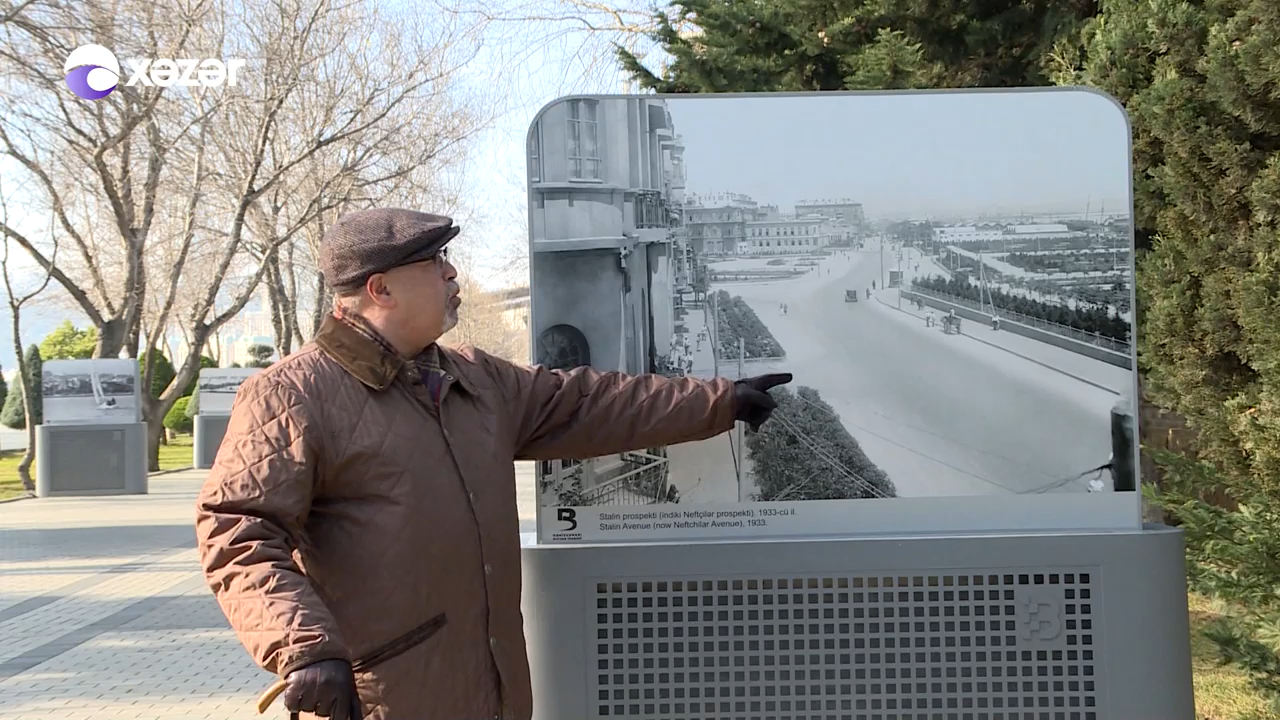 xəzər
Stalin prospekti (indiki Neftçilər prospekti). 1933-cü il.
Stalin Avenue (now Neftchilar Avenue), 1933.
B
B